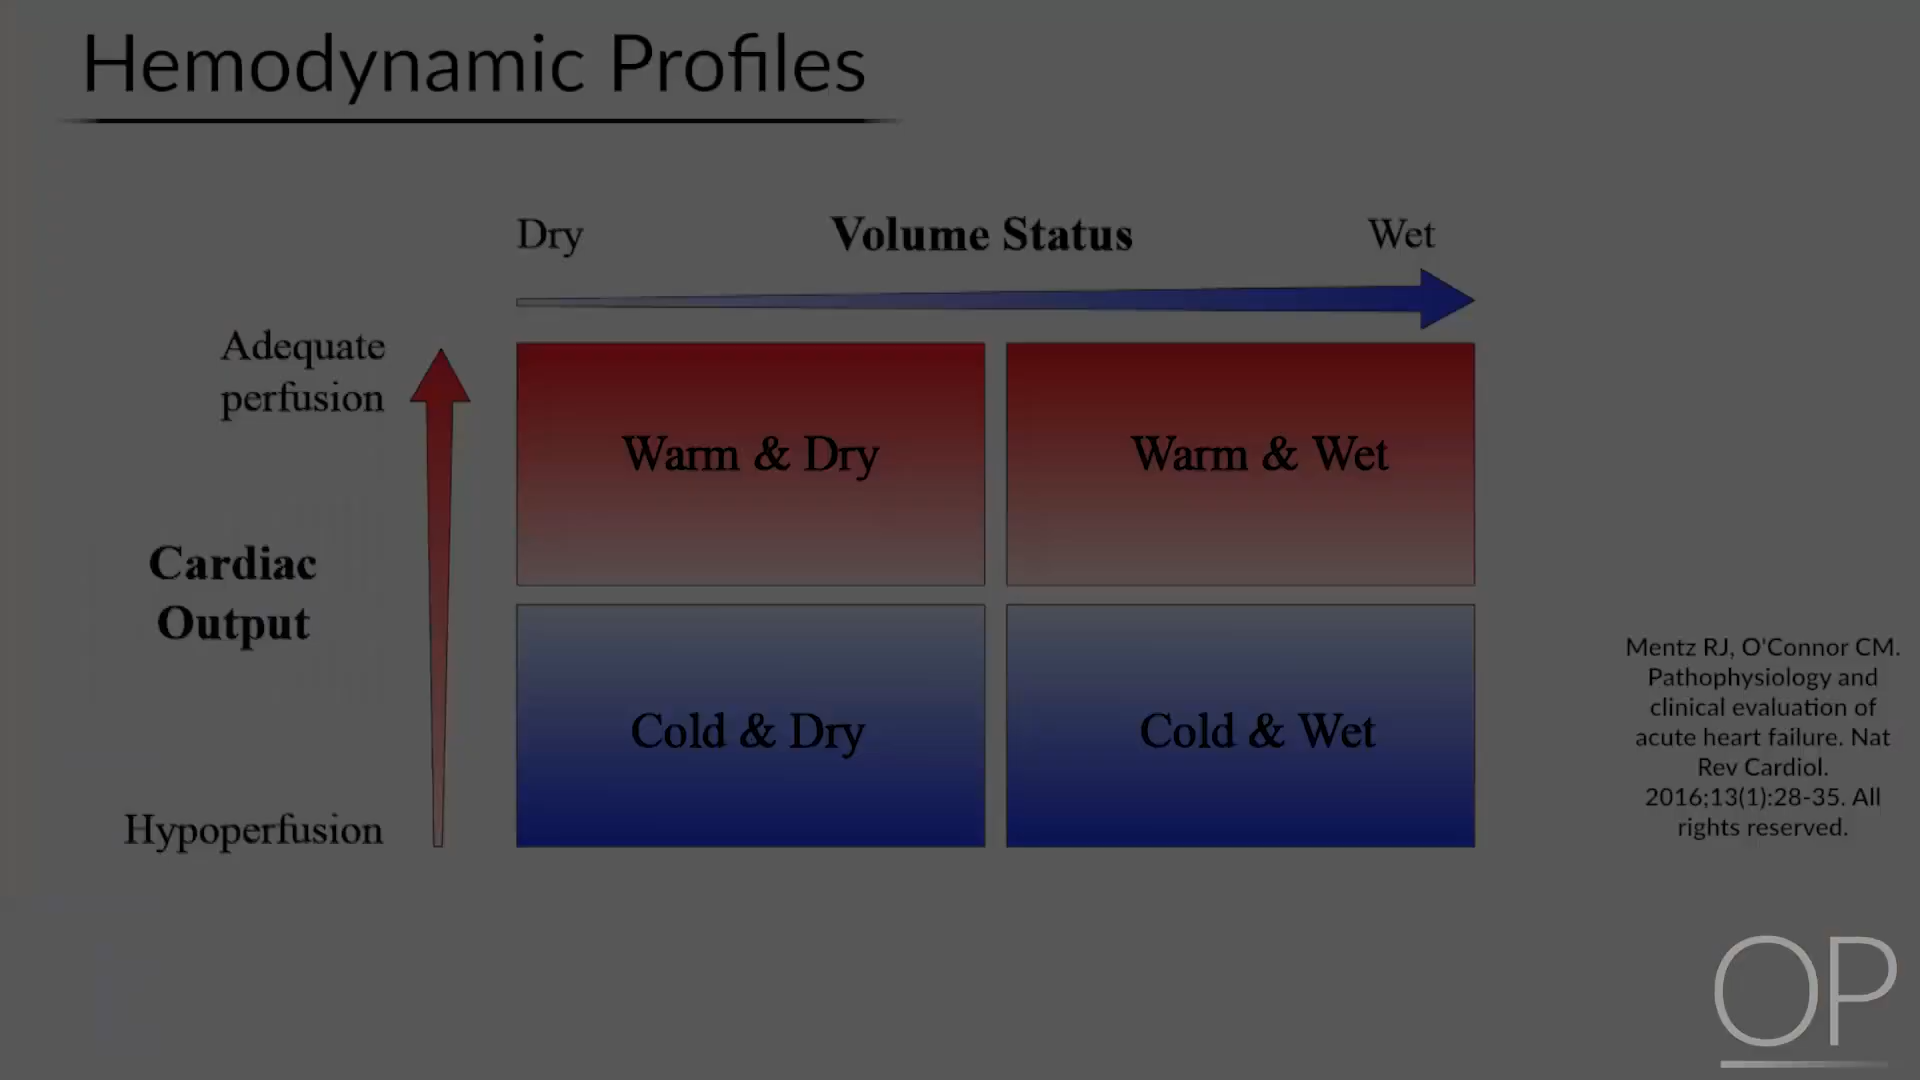 Hemodynamic Profiles
Dry
Volume Status
Wet
Adequate
perfusion
Cardiac
Output
Hypoperfusion
Warm & Dry
Warm & Wet
Cold & Dry
Cold & Wet
Mentz RJ, O'Connor CM.
Pathophysiology and
clinical evaluation of
acute heart failure. Nat
Rev Cardiol.
2016;13(1):28-35. All
rights reserved.
OP